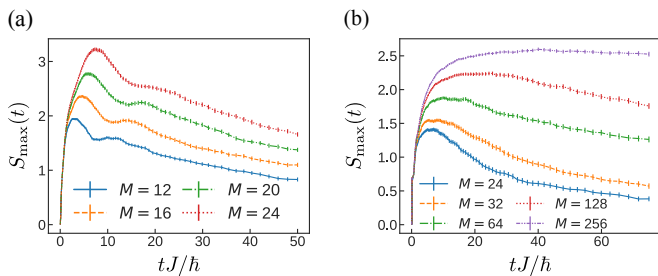 (a)
(b)
S_max(t)
3
2
1
0
M = 12
M = 16
M = 20
M = 24
0 10 20 30 40 50
tJ/ħ
S_max(t)
2.5
2.0
1.5
1.0
0.5
0.0
M = 24
M = 32
M = 64
M = 128
M = 256
0 20 40 60
tJ/ħ